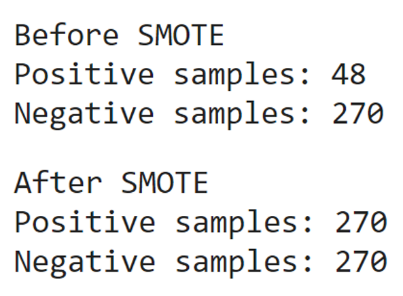 Before SMOTE
Positive samples: 48
Negative samples: 270
After SMOTE
Positive samples: 270
Negative samples: 270